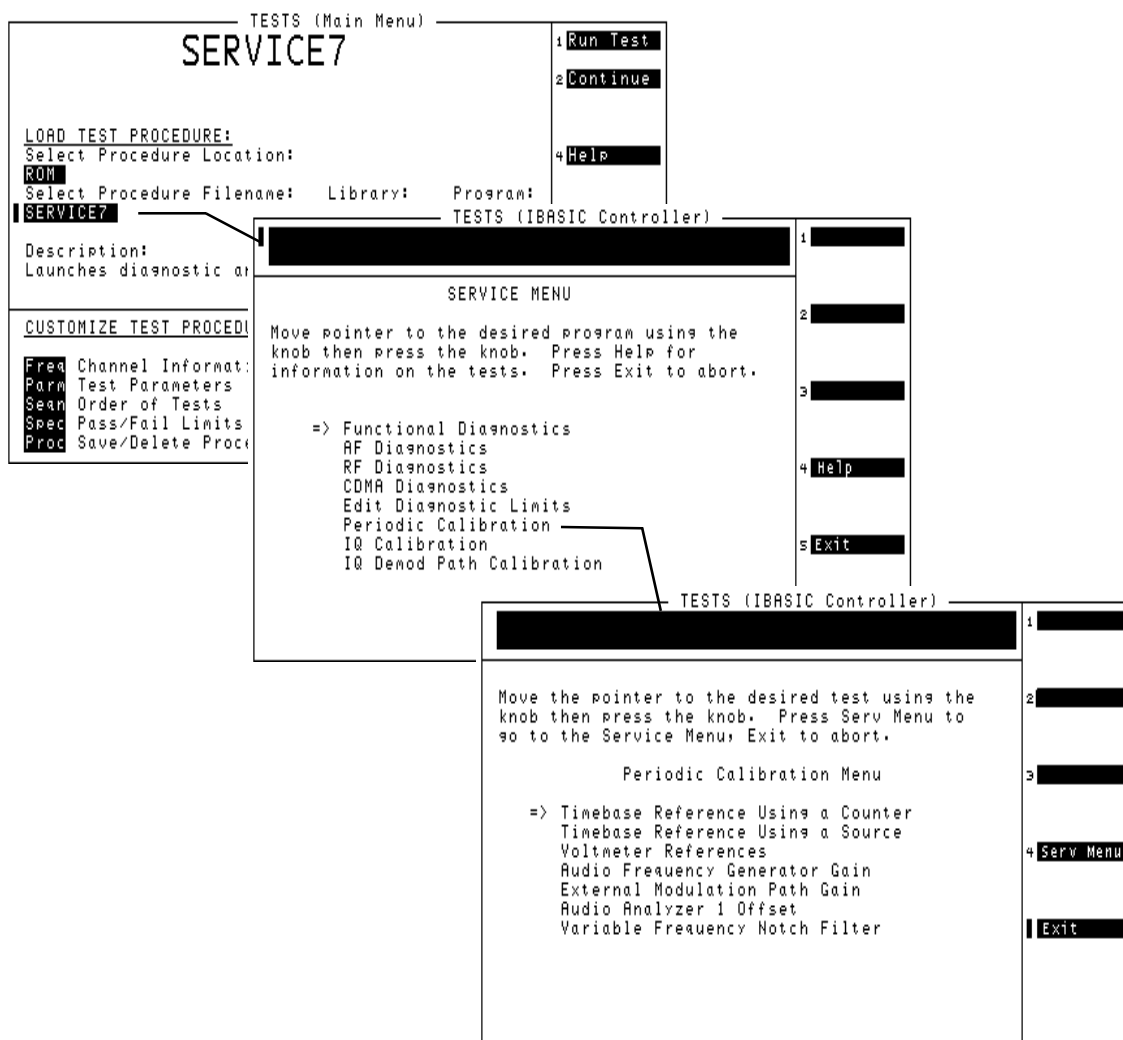 TESTS (Main Menu)
SERVICE7
1 Run Test
2 Continue
4 Help
LOAD TEST PROCEDURE:
Select Procedure Location:
ROM
Select Procedure Filename: Library: Program:
SERVICE7
Description:
Launches diagnostic
CUSTOMIZE TEST
Freq Channel
Parm Test Parameters
Seqn Order of Tests
Spec Pass/Fail Limits
Proc Save/Delete
TESTS (IBASIC Controller)
1
2
3
4 Help
5 Exit
SERVICE MENU
Move pointer to the desired program using the
knob then press the knob. Press Help for
information on the tests. Press Exit to abort.
=> Functional Diagnostics
AF Diagnostics
RF Diagnostics
CDMA Diagnostics
Edit Diagnostic Limits
Periodic Calibration
IQ Calibration
IQ Demod Path Calibration
TESTS (IBASIC Controller)
1
2
3
4 Serv Menu
Exit
Move the pointer to the desired test using the
knob then press the knob. Press Serv Menu to
go to the Service Menu, Exit to abort.
Periodic Calibration Menu
=> Timebase Reference Using a Counter
Timebase Reference Using a Source
Voltmeter References
Audio Frequency Generator Gain
External Modulation Path Gain
Audio Analyzer 1 Offset
Variable Frequency Notch Filter